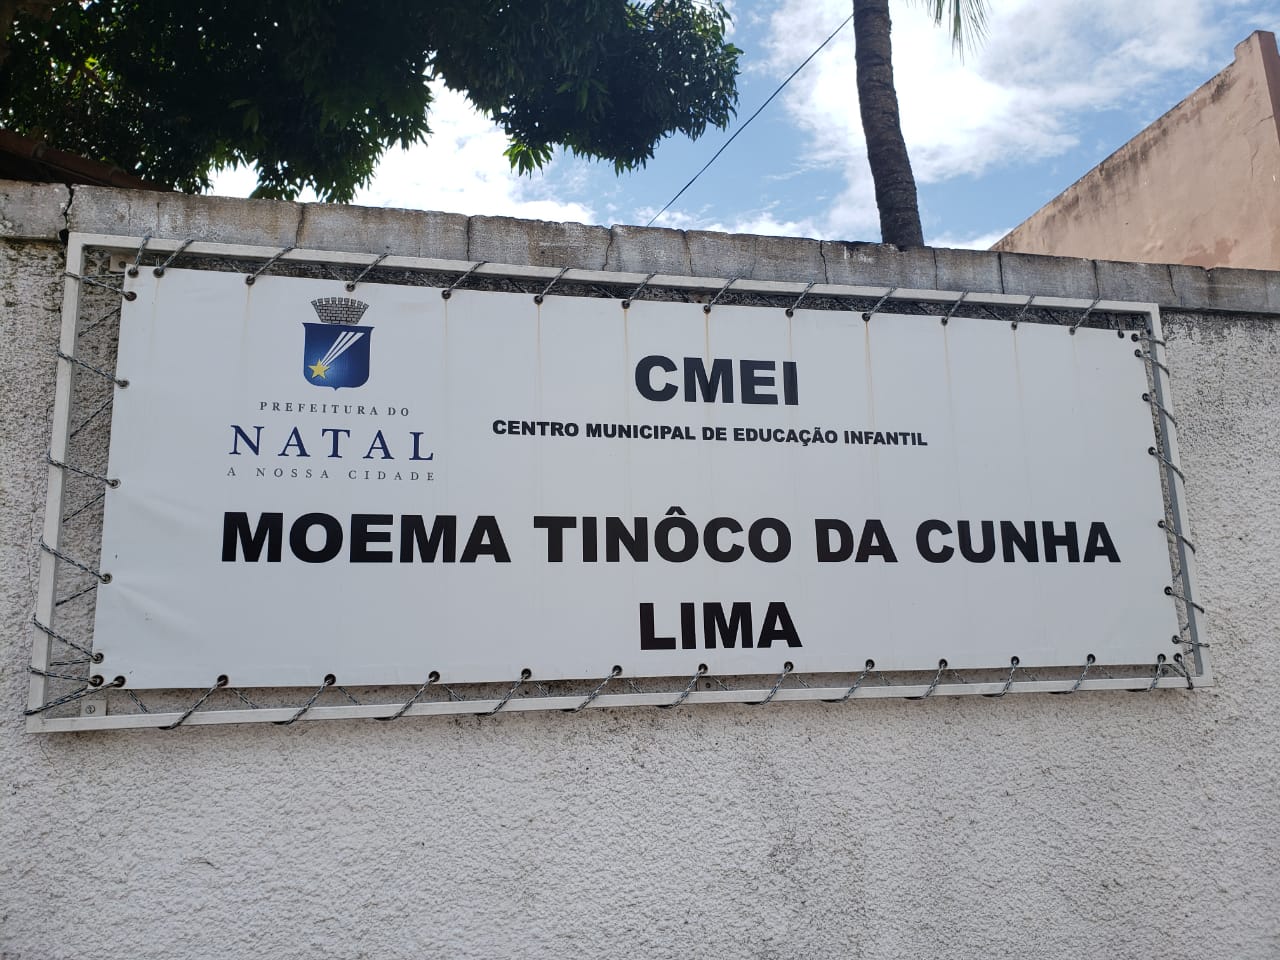 PREFEITURA DO
NATAL
A NOSSA CIDADE
CMEI
CENTRO MUNICIPAL DE EDUCAÇÃO INFANTIL
MOEMA TINÔCO DA CUNHA
LIMA